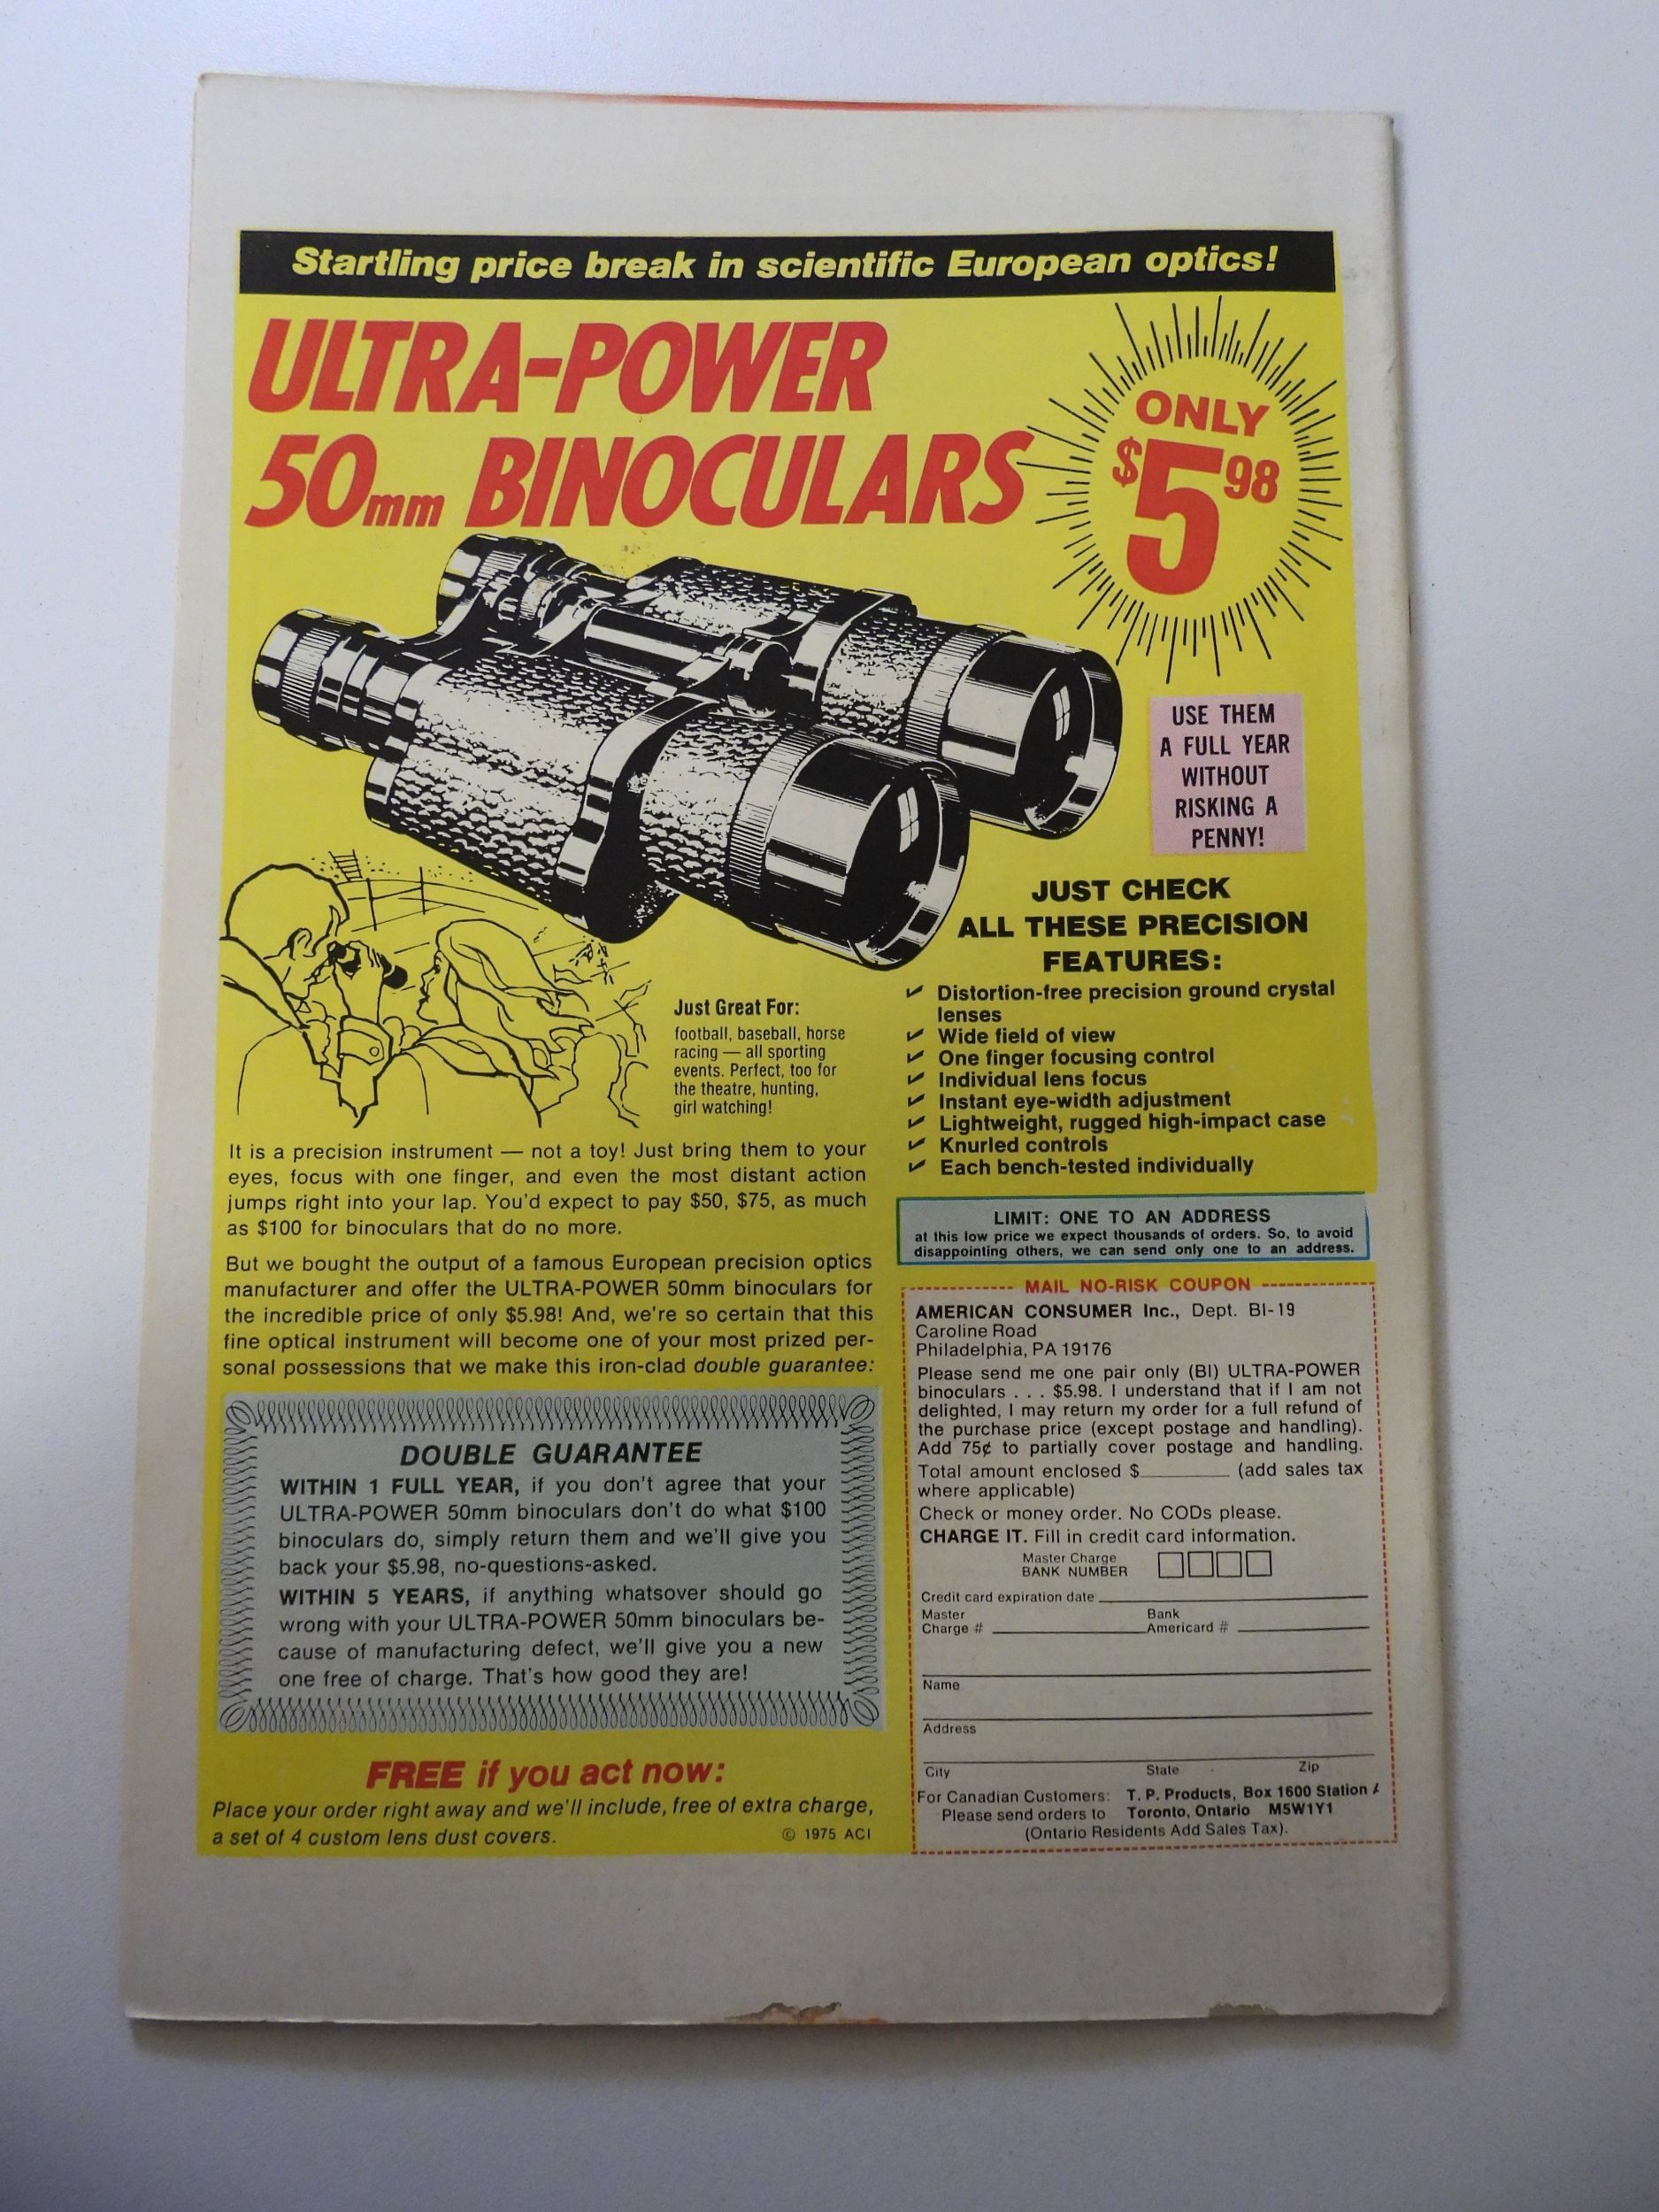 Startling price break in scientific European optics!
ULTRA-POWER
50mm BINOCULARS
ONLY
$5 98
USE THEM
A FULL YEAR
WITHOUT
RISKING A
PENNY!
JUST CHECK
ALL THESE PRECISION
FEATURES:
✓ Distortion-free precision ground crystal
lenses
✓ Wide field of view
✓ One finger focusing control
✓ Individual lens focus
✓ Instant eye-width adjustment
✓ Lightweight, rugged high-impact case
✓ Knurled controls
✓ Each bench-tested individually
Just Great For:
football, baseball, horse
racing — all sporting
events. Perfect, too for
the theatre, hunting,
girl watching!
It is a precision instrument — not a toy! Just bring them to your
eyes, focus with one finger, and even the most distant action
jumps right into your lap. You'd expect to pay $50, $75, as much
as $100 for binoculars that do no more.
But we bought the output of a famous European precision optics
manufacturer and offer the ULTRA-POWER 50mm binoculars for
the incredible price of only $5.98! And, we're so certain that this
fine optical instrument will become one of your most prized per-
sonal possessions that we make this iron-clad double guarantee:
DOUBLE GUARANTEE
WITHIN 1 FULL YEAR, if you don't agree that your
ULTRA-POWER 50mm binoculars don't do what $100
binoculars do, simply return them and we'll give you
back your $5.98, no-questions-asked.
WITHIN 5 YEARS, if anything whatsover should go
wrong with your ULTRA-POWER 50mm binoculars be-
cause of manufacturing defect, we'll give you a new
one free of charge. That's how good they are!
FREE if you act now:
Place your order right away and we'll include, free of extra charge,
a set of 4 custom lens dust covers.
© 1975 ACI
LIMIT: ONE TO AN ADDRESS
at this low price we expect thousands of orders. So, to avoid
disappointing others, we can send only one to an address.
MAIL NO-RISK COUPON
AMERICAN CONSUMER Inc., Dept. BI-19
Caroline Road
Philadelphia, PA 19176
Please send me one pair only (BI) ULTRA-POWER
binoculars . . . $5.98. I understand that if I am not
delighted, I may return my order for a full refund of
the purchase price (except postage and handling).
Add 75¢ to partially cover postage and handling.
Total amount enclosed $________ (add sales tax
where applicable)
Check or money order. No CODs please.
CHARGE IT. Fill in credit card information.
Master Charge
BANK NUMBER
Credit card expiration date
Master Bank
Charge # Americard #
Name
Address
City State Zip
For Canadian Customers: T. P. Products, Box 1600 Station A
Please send orders to Toronto, Ontario M5W1Y1
(Ontario Residents Add Sales Tax).